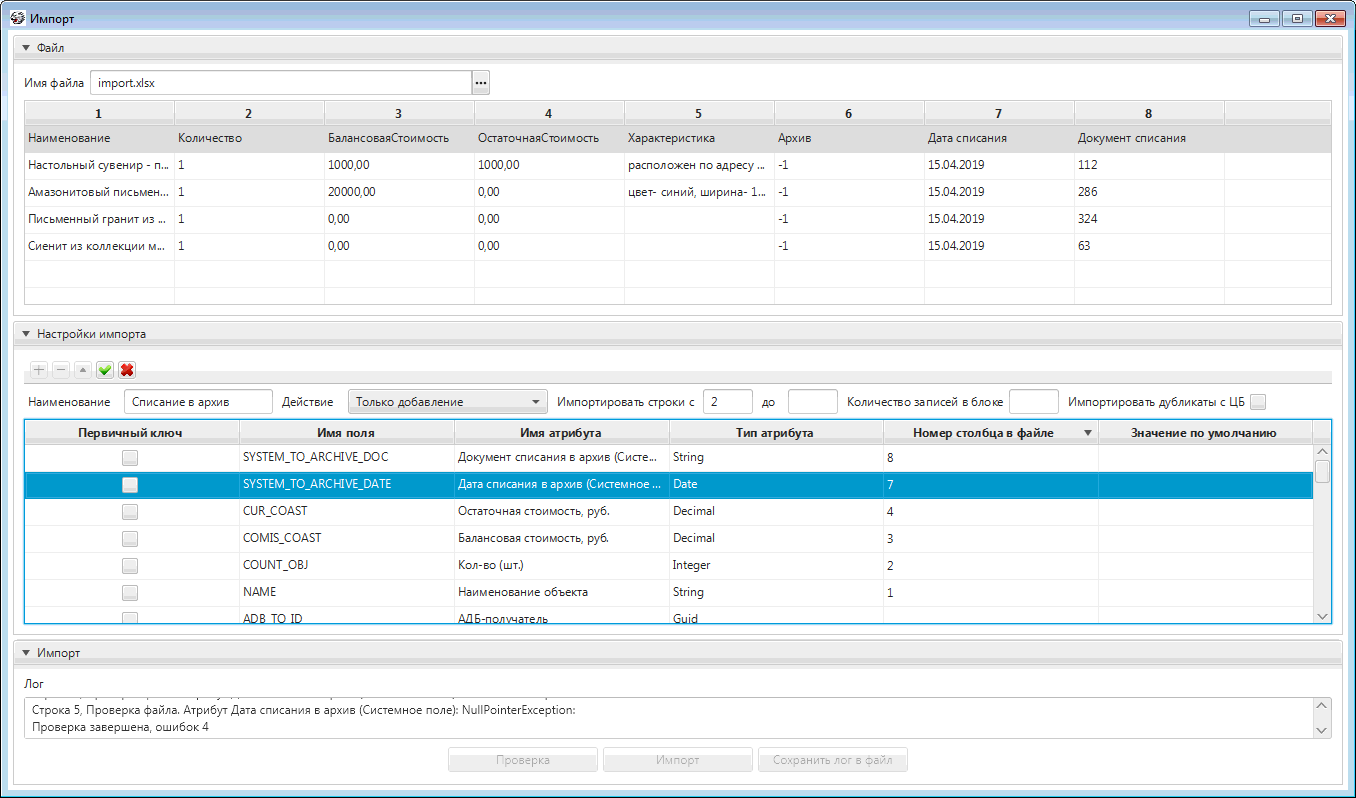 Импорт
Файл
Имя файла import.xlsx ...
1 2 3 4 5 6 7 8
Наименование Количество БалансоваяСтоимость ОстаточнаяСтоимость Характеристика Архив Дата списания Документ списания
Настольный сувенир - п... 1 1000,00 1000,00 расположен по адресу ... -1 15.04.2019 112
Амазонитовый письмен... 1 20000,00 0,00 цвет- синий, ширина- 1... -1 15.04.2019 286
Письменный гранит из ... 1 0,00 0,00 -1 15.04.2019 324
Сиенит из коллекции м... 1 0,00 0,00 -1 15.04.2019 63
Настройки импорта
Наименование Списание в архив Действие Только добавление Импортировать строки с 2 до Количество записей в блоке Импортировать дубликаты с ЦБ
Первичный ключ Имя поля Имя атрибута Тип атрибута Номер столбца в файле Значение по умолчанию
SYSTEM_TO_ARCHIVE_DOC Документ списания в архив (Систе... String 8
SYSTEM_TO_ARCHIVE_DATE Дата списания в архив (Системное ... Date 7
CUR_COAST Остаточная стоимость, руб. Decimal 4
COMIS_COAST Балансовая стоимость, руб. Decimal 3
COUNT_OBJ Кол-во (шт.) Integer 2
NAME Наименование объекта String 1
ADB_TO_ID АДБ-получатель Guid
Импорт
Лог
Строка 5, Проверка файла. Атрибут Дата списания в архив (Системное поле): NullPointerException:
Проверка завершена, ошибок 4
Проверка Импорт Сохранить лог в файл